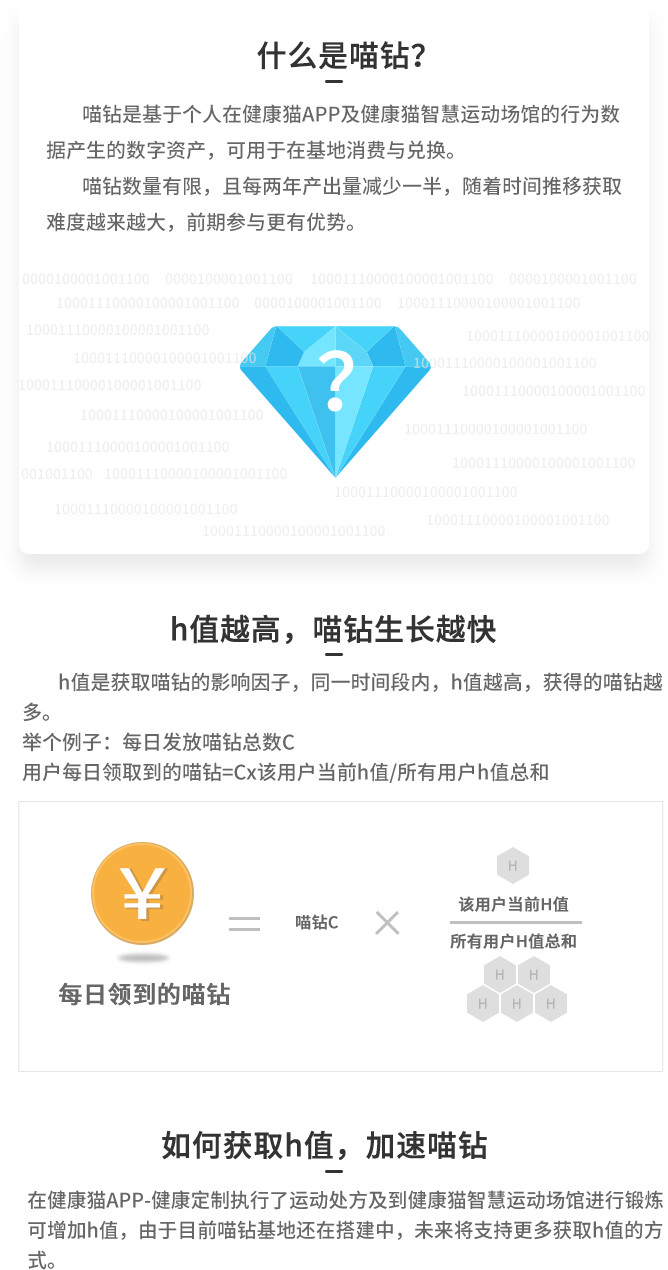 什么是喵钻?
喵钻是基于个人在健康猫APP及健康猫智慧运动场馆的行为数
据产生的数字资产，可用于在基地消费与兑换。
喵钻数量有限，且每两年产出量减少一半，随着时间推移获取
难度越来越大，前期参与更有优势。
0000100001001100 0000100001001100 10001110000100001001100 0000100001001100
10001110000100001001100 0000100001001100 10001110000100001001100
10001110000100001001100
10001110000100001001100
10001110000100001001100
10001110000100001001100
10001110000100001001100
10001110000100001001100
?
10001110000100001001100
10001110000100001001100
10001110000100001001100
10001110000100001001100
001001100 10001110000100001001100
10001110000100001001100
10001110000100001001100
10001110000100001001100
10001110000100001001100
h值越高，喵钻生长越快
h值是获取喵钻的影响因子，同一时间段内，h值越高，获得的喵钻越
多。
举个例子：每日发放喵钻总数C
用户每日领取到的喵钻=Cx该用户当前h值/所有用户h值总和
H
¥
该用户当前H值
= 喵钻C ×
所有用户H值总和
H H
每日领到的喵钻
H H H
如何获取h值，加速喵钻
在健康猫APP-健康定制执行了运动处方及到健康猫智慧运动场馆进行锻炼
可增加h值，由于目前喵钻基地还在搭建中，未来将支持更多获取h值的方
式。